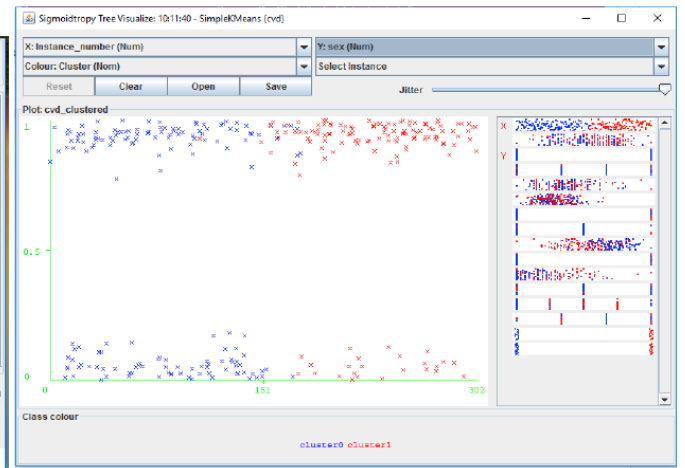 Sigmoidtropy Tree Visualize: 10:11:40 - SimpleKMeans (cvd)
X: Instance_number (Num) Y: sex (Num)
Colour: Cluster (Nom) Select Instance
Reset Clear Open Save Jitter
Plot: cvd_clustered
1
0.5
0
0 151 302
X
Y
Class colour
cluster0 cluster1